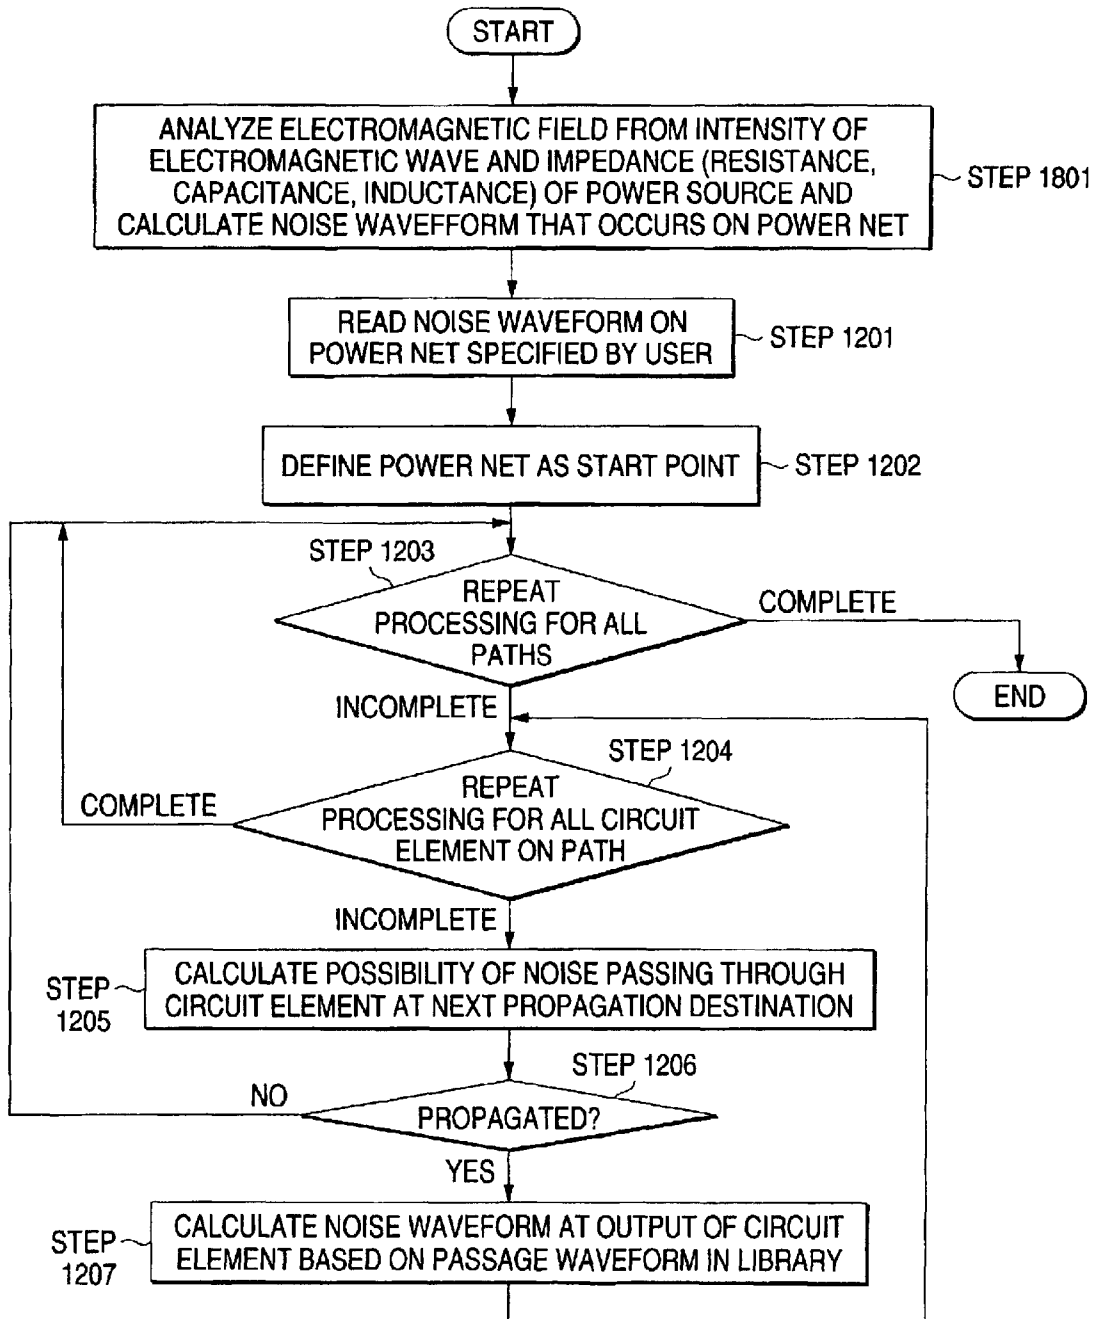 START
ANALYZE ELECTROMAGNETIC FIELD FROM INTENSITY OF
ELECTROMAGNETIC WAVE AND IMPEDANCE (RESISTANCE,
CAPACITANCE, INDUCTANCE) OF POWER SOURCE AND
CALCULATE NOISE WAVEFFORM THAT OCCURS ON POWER NET
STEP 1801
READ NOISE WAVEFORM ON
POWER NET SPECIFIED BY USER
STEP 1201
DEFINE POWER NET AS START POINT
STEP 1202
STEP 1203
REPEAT
PROCESSING FOR ALL
PATHS
COMPLETE
END
INCOMPLETE
STEP 1204
REPEAT
PROCESSING FOR ALL CIRCUIT
ELEMENT ON PATH
COMPLETE
INCOMPLETE
STEP
1205
CALCULATE POSSIBILITY OF NOISE PASSING THROUGH
CIRCUIT ELEMENT AT NEXT PROPAGATION DESTINATION
STEP 1206
NO
PROPAGATED?
YES
STEP
1207
CALCULATE NOISE WAVEFORM AT OUTPUT OF CIRCUIT
ELEMENT BASED ON PASSAGE WAVEFORM IN LIBRARY